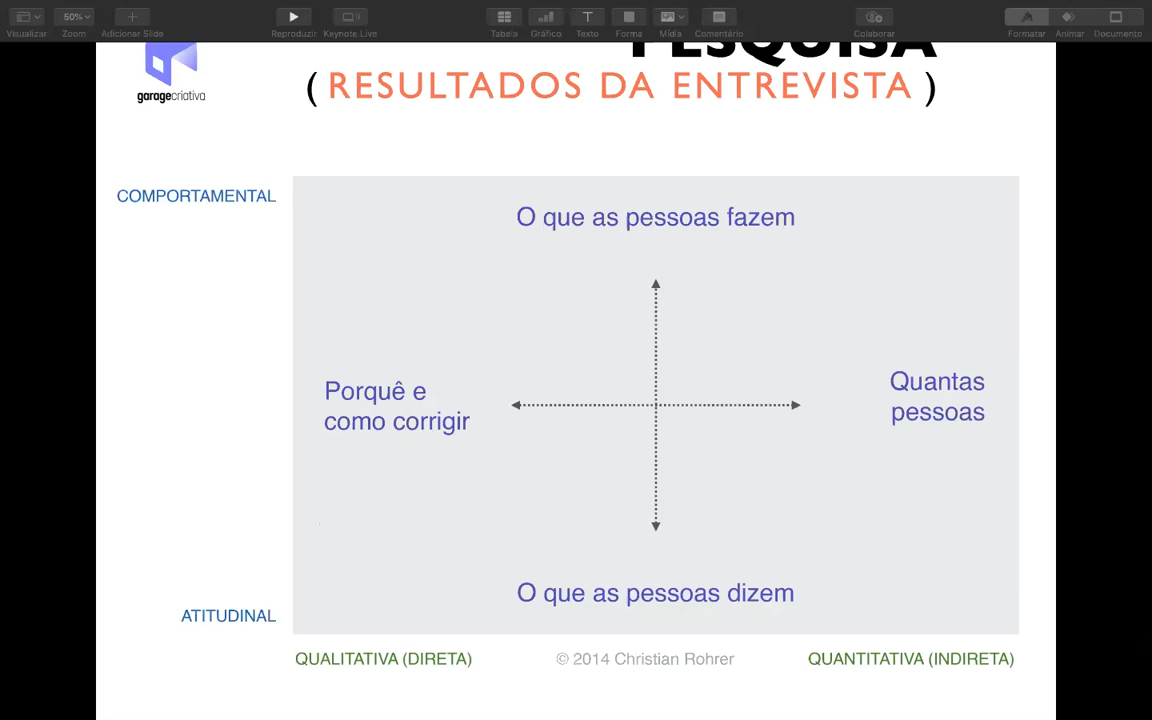 Visualizar
50%
Zoom
Adicionar Slide
Reproduzir
Keynote Live
Tabela
Gráfico
T
Texto
Forma
Mídia
Comentário
Colaborar
Formatar
Animar
Documento
PESQUISA
garagecriativa
( RESULTADOS DA ENTREVISTA )
COMPORTAMENTAL
O que as pessoas fazem
Porquê e
como corrigir
Quantas
pessoas
O que as pessoas dizem
ATITUDINAL
QUALITATIVA (DIRETA)
© 2014 Christian Rohrer
QUANTITATIVA (INDIRETA)